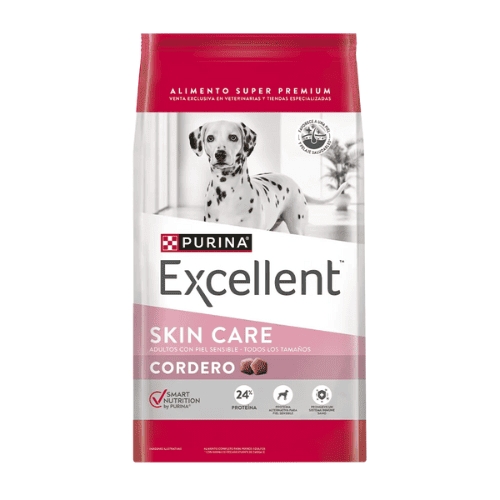 ALIMENTO SUPER PREMIUM
VENTA EXCLUSIVA EN VETERINARIAS Y TIENDAS ESPECIALIZADAS
PURINA®
Excellent™
SKIN CARE
ADULTOS CON PIEL SENSIBLE - TODOS LOS TAMAÑOS
CORDERO
SMART
NUTRITION
by PURINA®
24%
PROTEÍNA